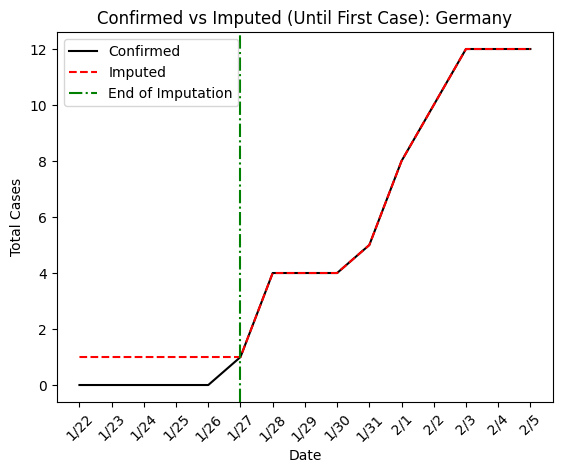 Confirmed vs Imputed (Until First Case): Germany
Confirmed
Imputed
End of Imputation
Total Cases
12
10
8
6
4
2
0
1/22 1/23 1/24 1/25 1/26 1/27 1/28 1/29 1/30 1/31 2/1 2/2 2/3 2/4 2/5
Date